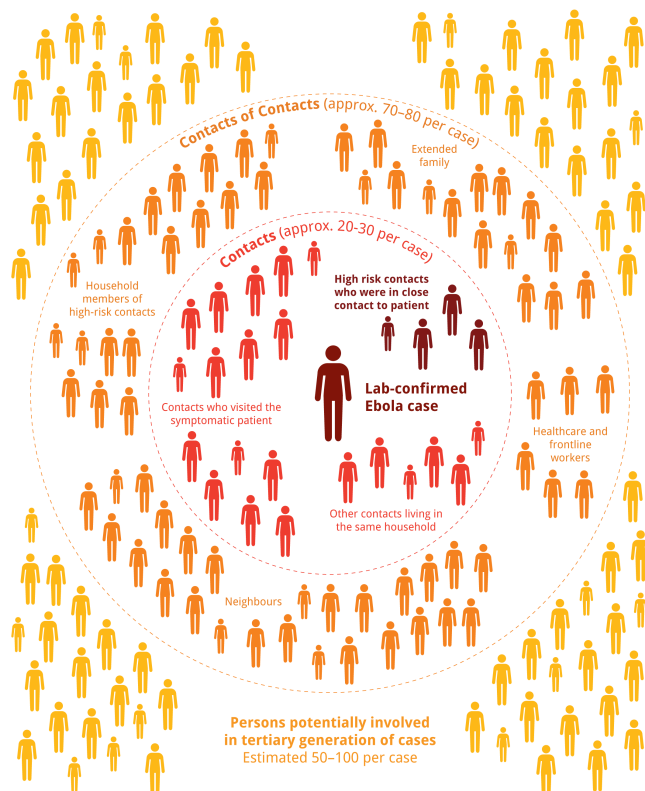 Contacts of Contacts (approx. 70–80 per case)
Extended
family
Contacts (approx. 20-30 per case)
High risk contacts
who were in close
contact to patient
Household
members of
high-risk contacts
Lab-confirmed
Ebola case
Contacts who visited the
symptomatic patient
Healthcare and
frontline
workers
Other contacts living in
the same household
Neighbours
Persons potentially involved
in tertiary generation of cases
Estimated 50–100 per case